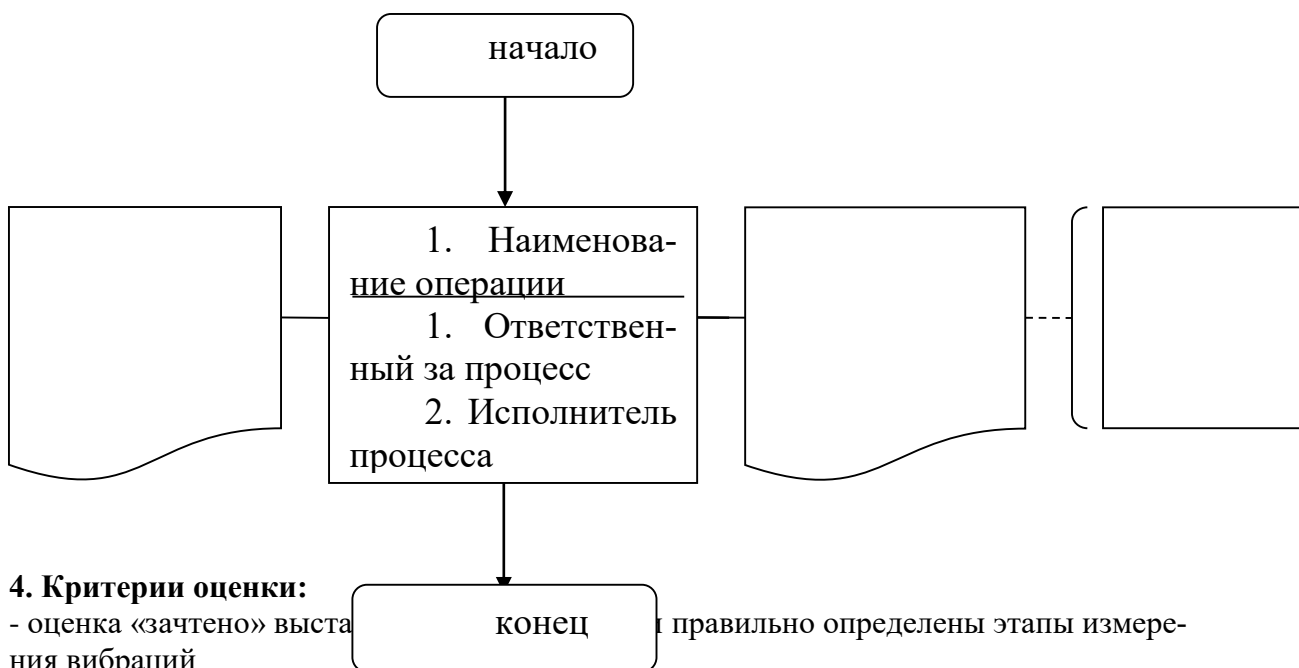 начало
1. Наименова-
ние операции
1. Ответствен-
ный за процесс
2. Исполнитель
процесса
4. Критерии оценки:
конец
- оценка «зачтено» выста правильно определены этапы измере-
ния вибраций